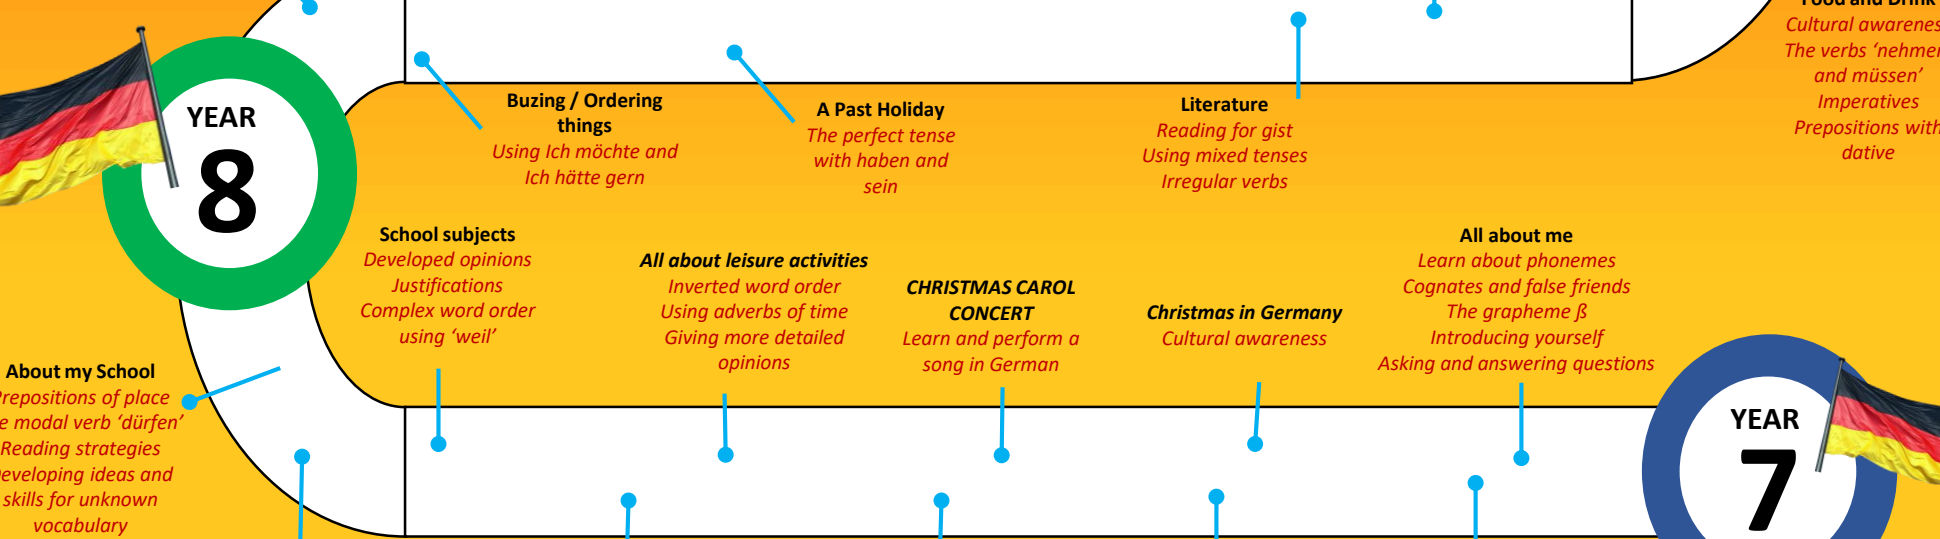 Food and Drink
Cultural
The verbs
and müssen’
Imperatives
Prepositions with
dative
YEAR
8
Buzing / Ordering
things
Using Ich möchte and
Ich hätte gern
A Past Holiday
The perfect tense
with haben and
sein
Literature
Reading for gist
Using mixed tenses
Irregular verbs
School subjects
Developed opinions
Justifications
Complex word order
using ‘weil’
All about leisure activities
Inverted word order
Using adverbs of time
Giving more detailed
opinions
CHRISTMAS CAROL
CONCERT
Learn and perform a
song in German
Christmas in Germany
Cultural awareness
All about me
Learn about phonemes
Cognates and false friends
The grapheme ß
Introducing yourself
Asking and answering questions
About my School
of place
modal verb ‘dürfen’
Reading strategies
ideas and
skills for unknown
vocabulary
YEAR
7